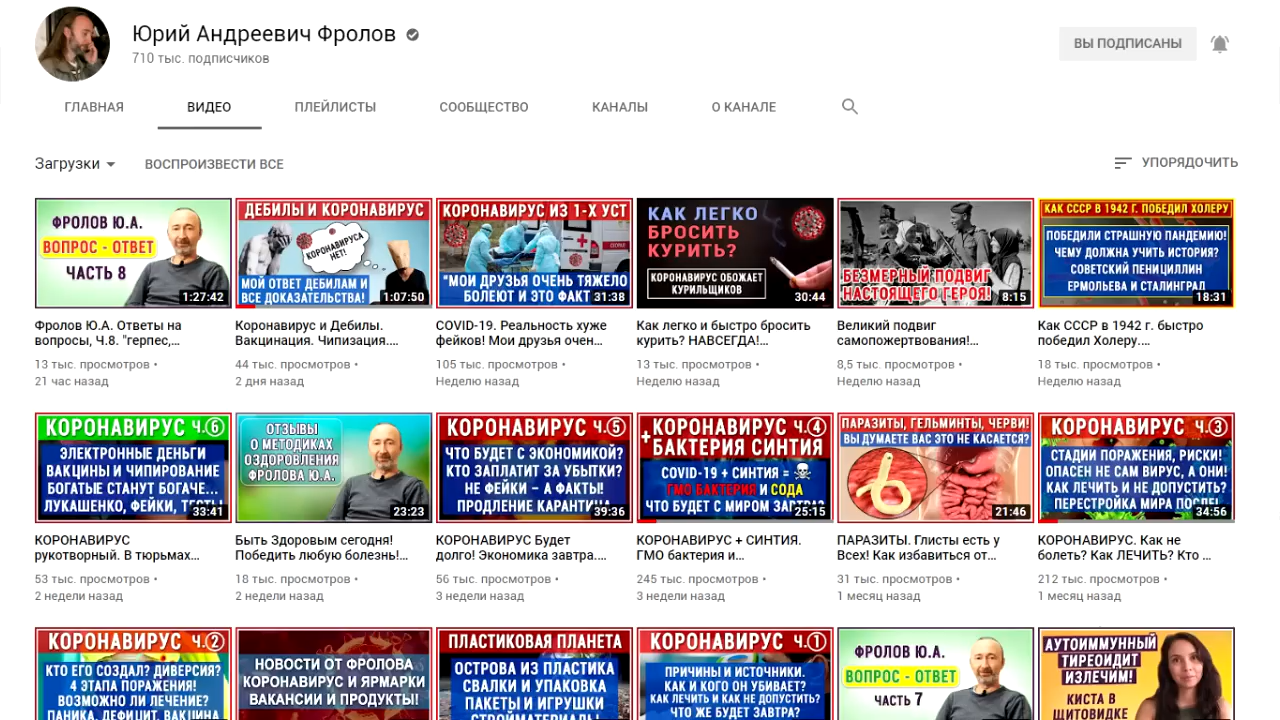 Юрий Андреевич Фролов
710 тыс. подписчиков
ВЫ ПОДПИСАНЫ
ГЛАВНАЯ
ВИДЕО
ПЛЕЙЛИСТЫ
СООБЩЕСТВО
КАНАЛЫ
О КАНАЛЕ
Загрузки
ВОСПРОИЗВЕСТИ ВСЕ
УПОРЯДОЧИТЬ
ФРОЛОВ Ю.А.
ВОПРОС - ОТВЕТ
ЧАСТЬ 8
1:27:42
Фролов Ю.А. Ответы на
вопросы, Ч.8. "герпес,...
13 тыс. просмотров •
21 час назад
ДЕБИЛЫ И КОРОНАВИРУС
КОРОНАВИРУСА
НЕТ!
МОЙ ОТВЕТ ДЕБИЛАМ И
ВСЕ ДОКАЗАТЕЛЬСТВА!
1:07:50
Коронавирус и Дебилы.
Вакцинация. Чипизация....
44 тыс. просмотров •
2 дня назад
КОРОНАВИРУС ИЗ 1-Х УСТ
"МОИ ДРУЗЬЯ ОЧЕНЬ ТЯЖЕЛО
БОЛЕЮТ И ЭТО ФАКТ
31:38
COVID-19. Реальность хуже
фейков! Мои друзья очен...
105 тыс. просмотров •
Неделю назад
КАК ЛЕГКО
БРОСИТЬ
КУРИТЬ?
КОРОНАВИРУС ОБОЖАЕТ
КУРИЛЬЩИКОВ
30:44
Как легко и быстро бросить
курить? НАВСЕГДА!...
13 тыс. просмотров •
Неделю назад
БЕЗМЕРНЫЙ ПОДВИГ
НАСТОЯЩЕГО ГЕРОЯ!
8:15
Великий подвиг
самопожертвования!...
8,5 тыс. просмотров •
Неделю назад
КАК СССР В 1942 Г. ПОБЕДИЛ ХОЛЕРУ
ПОБЕДИЛИ СТРАШНУЮ ПАНДЕМИЮ!
ЧЕМУ ДОЛЖНА УЧИТЬ ИСТОРИЯ?
СОВЕТСКИЙ ПЕНИЦИЛЛИН
ЕРМОЛЬЕВА И СТАЛИНГРАД
18:31
Как СССР в 1942 г. быстро
победил Холеру....
18 тыс. просмотров •
Неделю назад
КОРОНАВИРУС Ч.6
ЭЛЕКТРОННЫЕ ДЕНЬГИ
ВАКЦИНЫ И ЧИПИРОВАНИЕ
БОГАТЫЕ СТАНУТ БОГАЧЕ...
ЛУКАШЕНКО, ФЕЙКИ, ТЕСТЫ
33:41
КОРОНАВИРУС
рукотворный. В тюрьмах...
53 тыс. просмотров •
2 недели назад
ОТЗЫВЫ
О МЕТОДИКАХ
ОЗДОРОВЛЕНИЯ
ФРОЛОВА Ю.А.
23:23
Быть Здоровым сегодня!
Победить любую болезнь!...
18 тыс. просмотров •
2 недели назад
КОРОНАВИРУС Ч.5
ЧТО БУДЕТ С ЭКОНОМИКОЙ?
КТО ЗАПЛАТИТ ЗА УБЫТКИ?
НЕ ФЕЙКИ – А ФАКТЫ!
ПРОДЛЕНИЕ КАРАНТИНА
39:36
КОРОНАВИРУС Будет
долго! Экономика завтра....
56 тыс. просмотров •
3 недели назад
КОРОНАВИРУС Ч.4
+БАКТЕРИЯ СИНТИЯ
COVID-19 + СИНТИЯ =
ГМО БАКТЕРИЯ И СОДА
ЧТО БУДЕТ С МИРОМ ЗАВТРА?
25:15
КОРОНАВИРУС + СИНТИЯ.
ГМО бактерия и...
245 тыс. просмотров •
3 недели назад
ПАРАЗИТЫ, ГЕЛЬМИНТЫ, ЧЕРВИ!
ВЫ ДУМАЕТЕ ВАС ЭТО НЕ КАСАЕТСЯ?
21:46
ПАРАЗИТЫ. Глисты есть у
Всех! Как избавиться от...
31 тыс. просмотров •
1 месяц назад
КОРОНАВИРУС Ч.3
СТАДИИ ПОРАЖЕНИЯ, РИСКИ!
ОПАСЕН НЕ САМ ВИРУС, А ОНИ!
КАК ЛЕЧИТЬ И НЕ ДОПУСТИТЬ?
ПЕРЕСТРОЙКА МИРА ПОСЛЕ!
34:56
КОРОНАВИРУС. Как не
болеть? Как ЛЕЧИТЬ? Кто ...
212 тыс. просмотров •
1 месяц назад
КОРОНАВИРУС Ч.2
КТО ЕГО СОЗДАЛ? ДИВЕРСИЯ?
4 ЭТАПА ПОРАЖЕНИЯ!
ВОЗМОЖНО ЛИ ЛЕЧЕНИЕ?
ПАНИКА, ДЕФИЦИТ, ВАКЦИНА
НОВОСТИ ОТ ФРОЛОВА
КОРОНАВИРУС И ЯРМАРКИ
ВАКАНСИИ И ПРОДУКТЫ!
ПЛАСТИКОВАЯ ПЛАНЕТА
ОСТРОВА ИЗ ПЛАСТИКА
СВАЛКИ И УПАКОВКА
ПАКЕТЫ И ИГРУШКИ
СТРОЙМАТЕРИАЛЫ
КОРОНАВИРУС Ч.1
ПРИЧИНЫ И ИСТОЧНИКИ.
КАК И КОГО ОН УБИВАЕТ?
КАК ЛЕЧИТЬ И КАК НЕ ДОПУСТИТЬ?
ЧТО ЖЕ БУДЕТ ЗАВТРА?
ФРОЛОВ Ю.А.
ВОПРОС - ОТВЕТ
ЧАСТЬ 7
АУТОИММУННЫЙ
ТИРЕОИДИТ
ИЗЛЕЧИМ!
КИСТА В
ЩИТОВИДКЕ